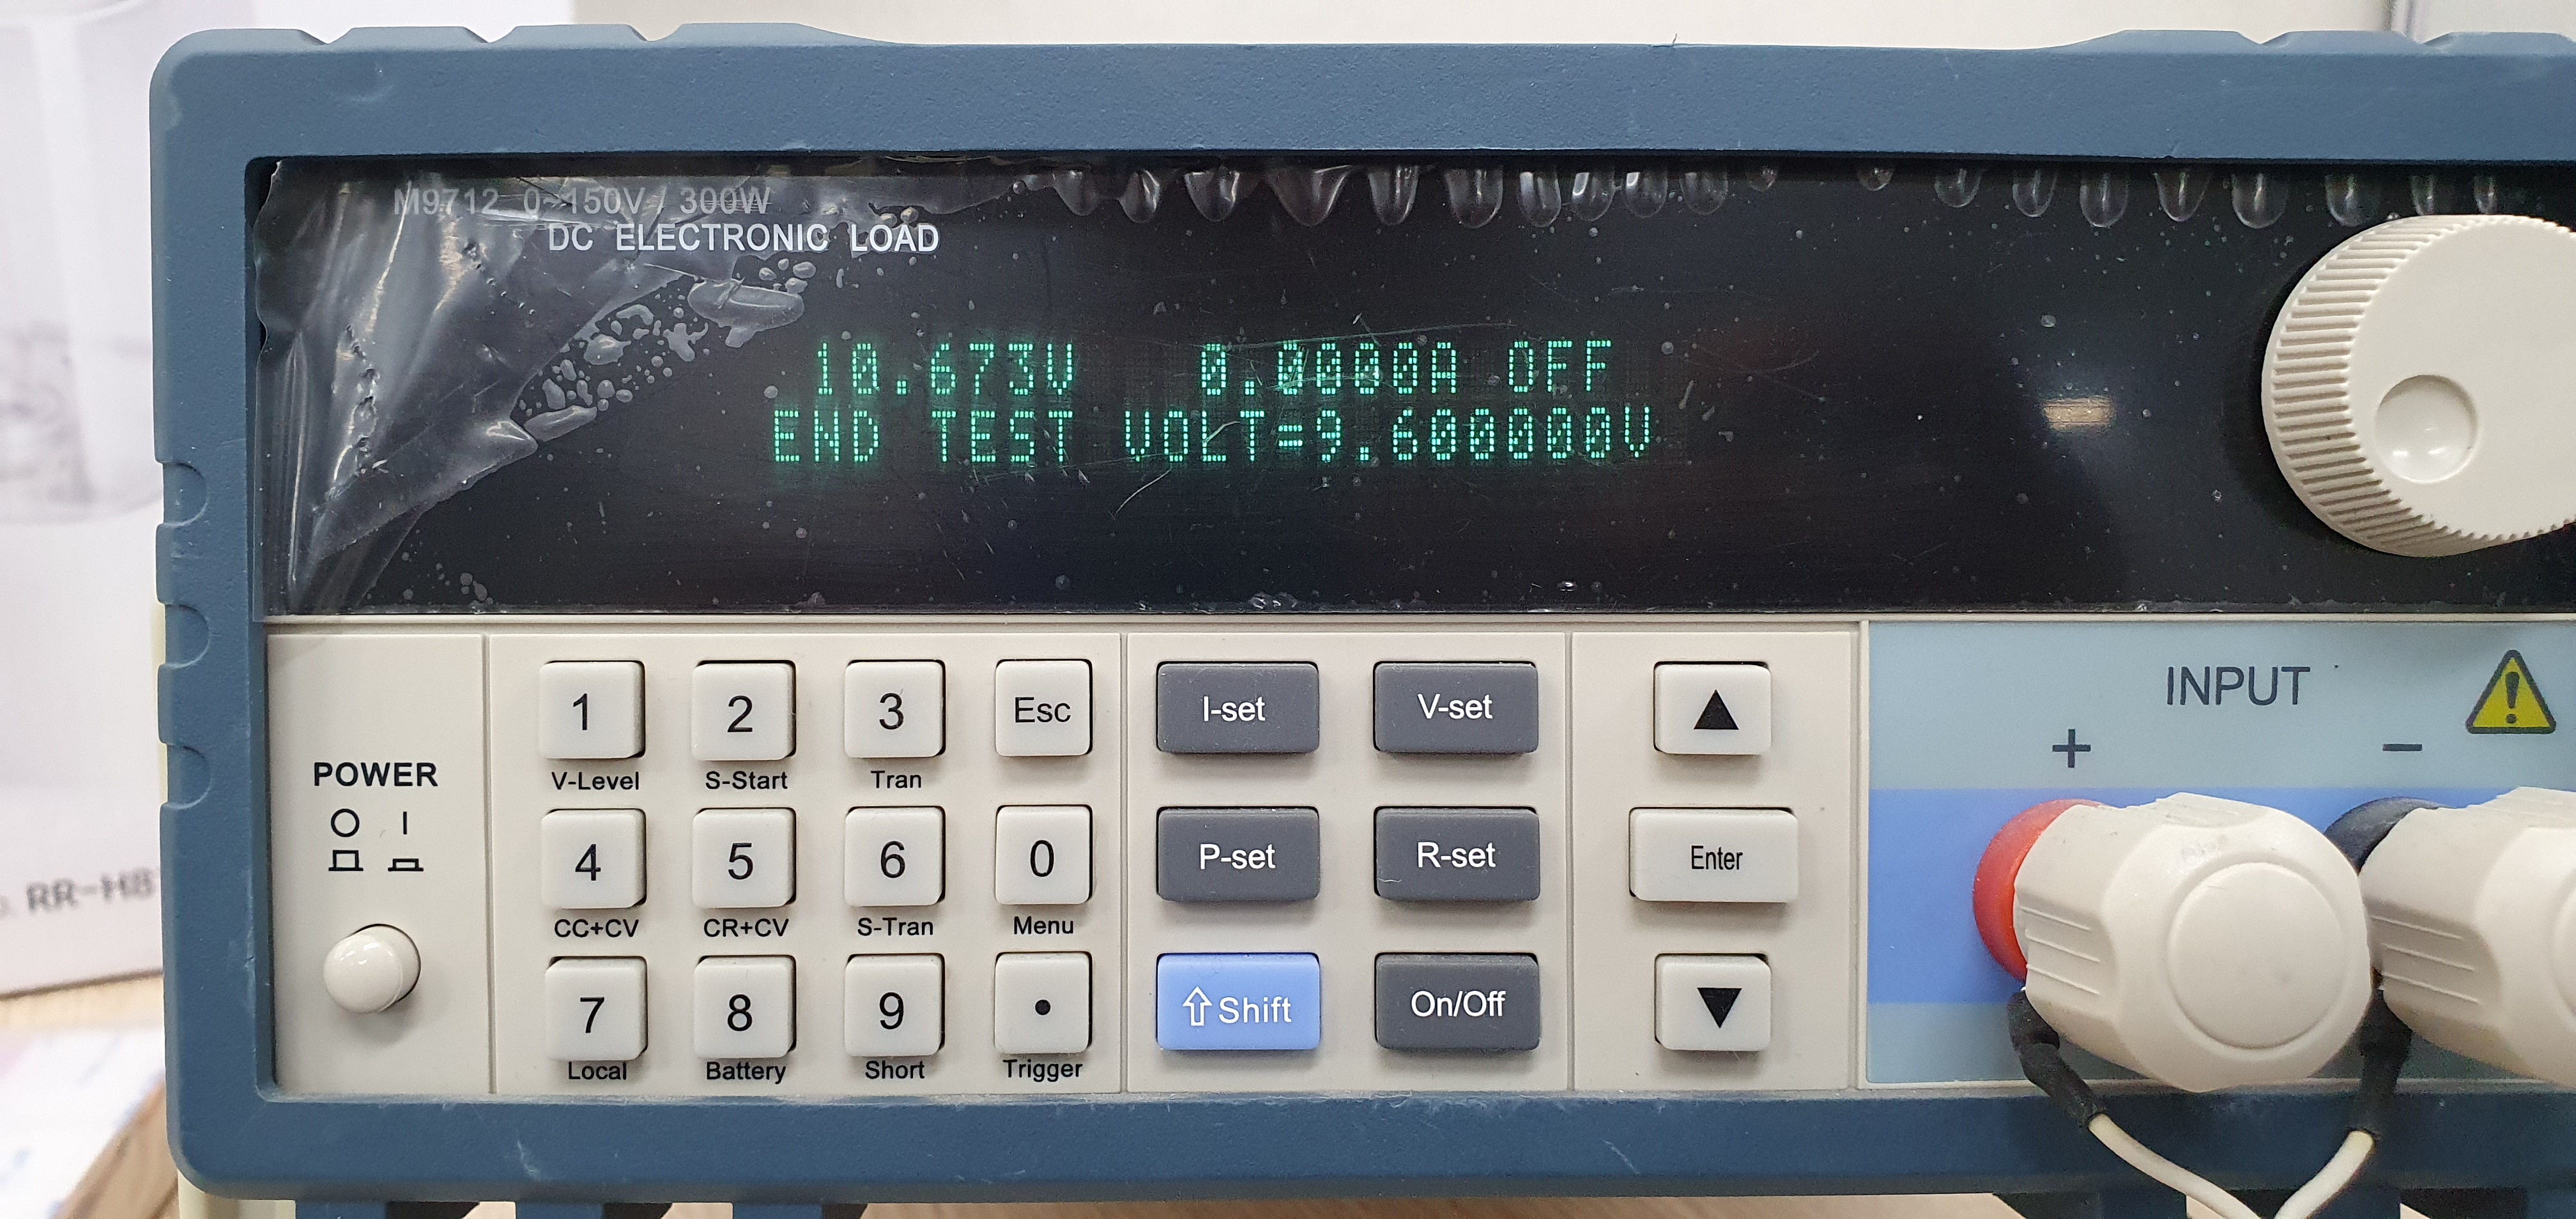 M9712 0~150V / 300W
DC ELECTRONIC LOAD
10.673V 0.0000A OFF
END TEST VOLT=9.600000V
1 2 3 Esc
V-Level S-Start Tran
4 5 6 0
CC+CV CR+CV S-Tran Menu
7 8 9 •
Local Battery Short Trigger
POWER
O I
I-set V-set
P-set R-set
⇧ Shift On/Off
▲
Enter
▼
INPUT
+ −
!